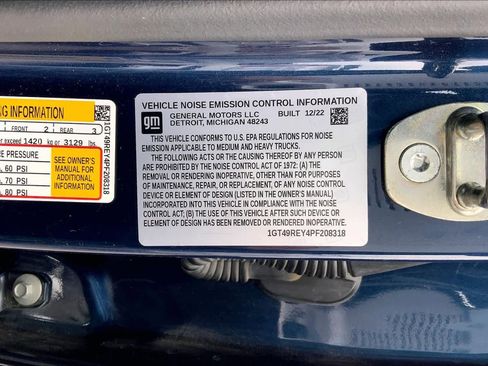 NG INFORMATION
FRONT 2 REAR 3
exceed 1420 kg or 3129 lbs.
E PRESSURE
, 60 PSI
, 70 PSI
, 80 PSI
SEE OWNER'S
MANUAL FOR
ADDITIONAL
INFORMATION
1GT49REY4PF208318
VEHICLE NOISE EMISSION CONTROL INFORMATION
gm
GENERAL MOTORS LLC BUILT 12/22
DETROIT, MICHIGAN 48243
THIS VEHICLE CONFORMS TO U.S. EPA REGULATIONS FOR NOISE
EMISSION APPLICABLE TO MEDIUM AND HEAVY TRUCKS.
THE FOLLOWING ACTS OR THE CAUSING THEREOF BY ANY PERSON
ARE PROHIBITED BY THE NOISE CONTROL ACT OF 1972: (A) THE
REMOVAL OR RENDERING INOPERATIVE, OTHER THAN FOR PURPOSES
OF MAINTENANCE, REPAIR, OR REPLACEMENT, OF ANY NOISE CONTROL
DEVICE OR ELEMENT OF DESIGN (LISTED IN THE OWNER'S MANUAL)
INCORPORATED INTO THIS VEHICLE IN COMPLIANCE WITH THE NOISE
CONTROL ACT; (B) THE USE OF THIS VEHICLE AFTER SUCH DEVICE OR
ELEMENT OF DESIGN HAS BEEN REMOVED OR RENDERED INOPERATIVE.
1GT49REY4PF208318